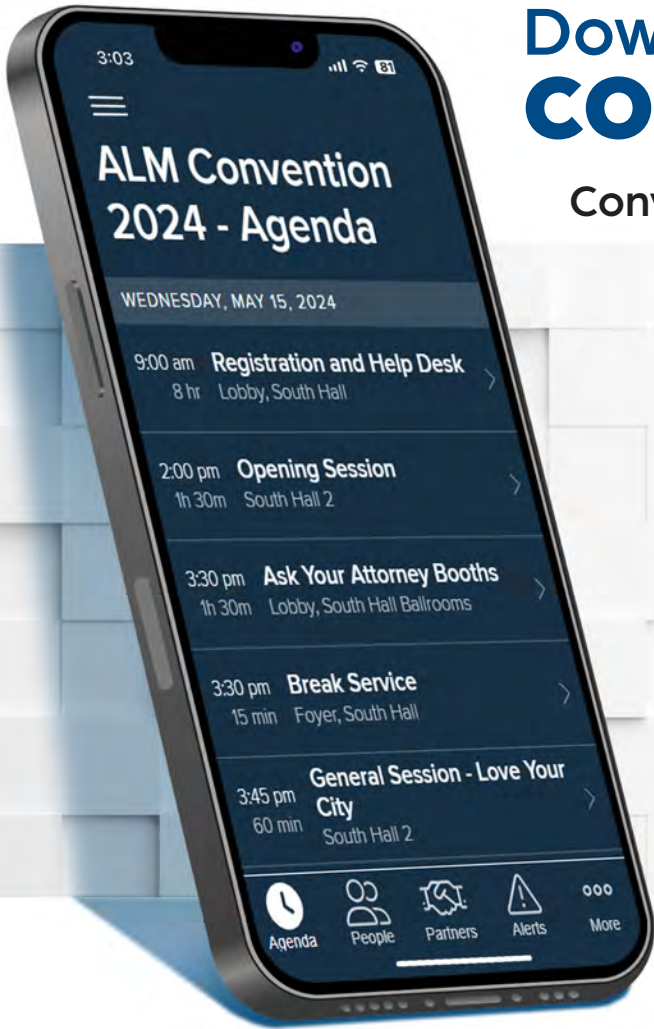 Dow
CO
Conv
3:03
81
ALM Convention
2024 - Agenda
WEDNESDAY, MAY 15, 2024
9:00 am Registration and Help Desk
8 hr Lobby, South Hall
2:00 pm Opening Session
1h 30m South Hall 2
3:30 pm Ask Your Attorney Booths
1h 30m Lobby, South Hall Ballrooms
3:30 pm Break Service
15 min Foyer, South Hall
3:45 pm General Session - Love Your
City
60 min South Hall 2
Agenda People Partners Alerts More